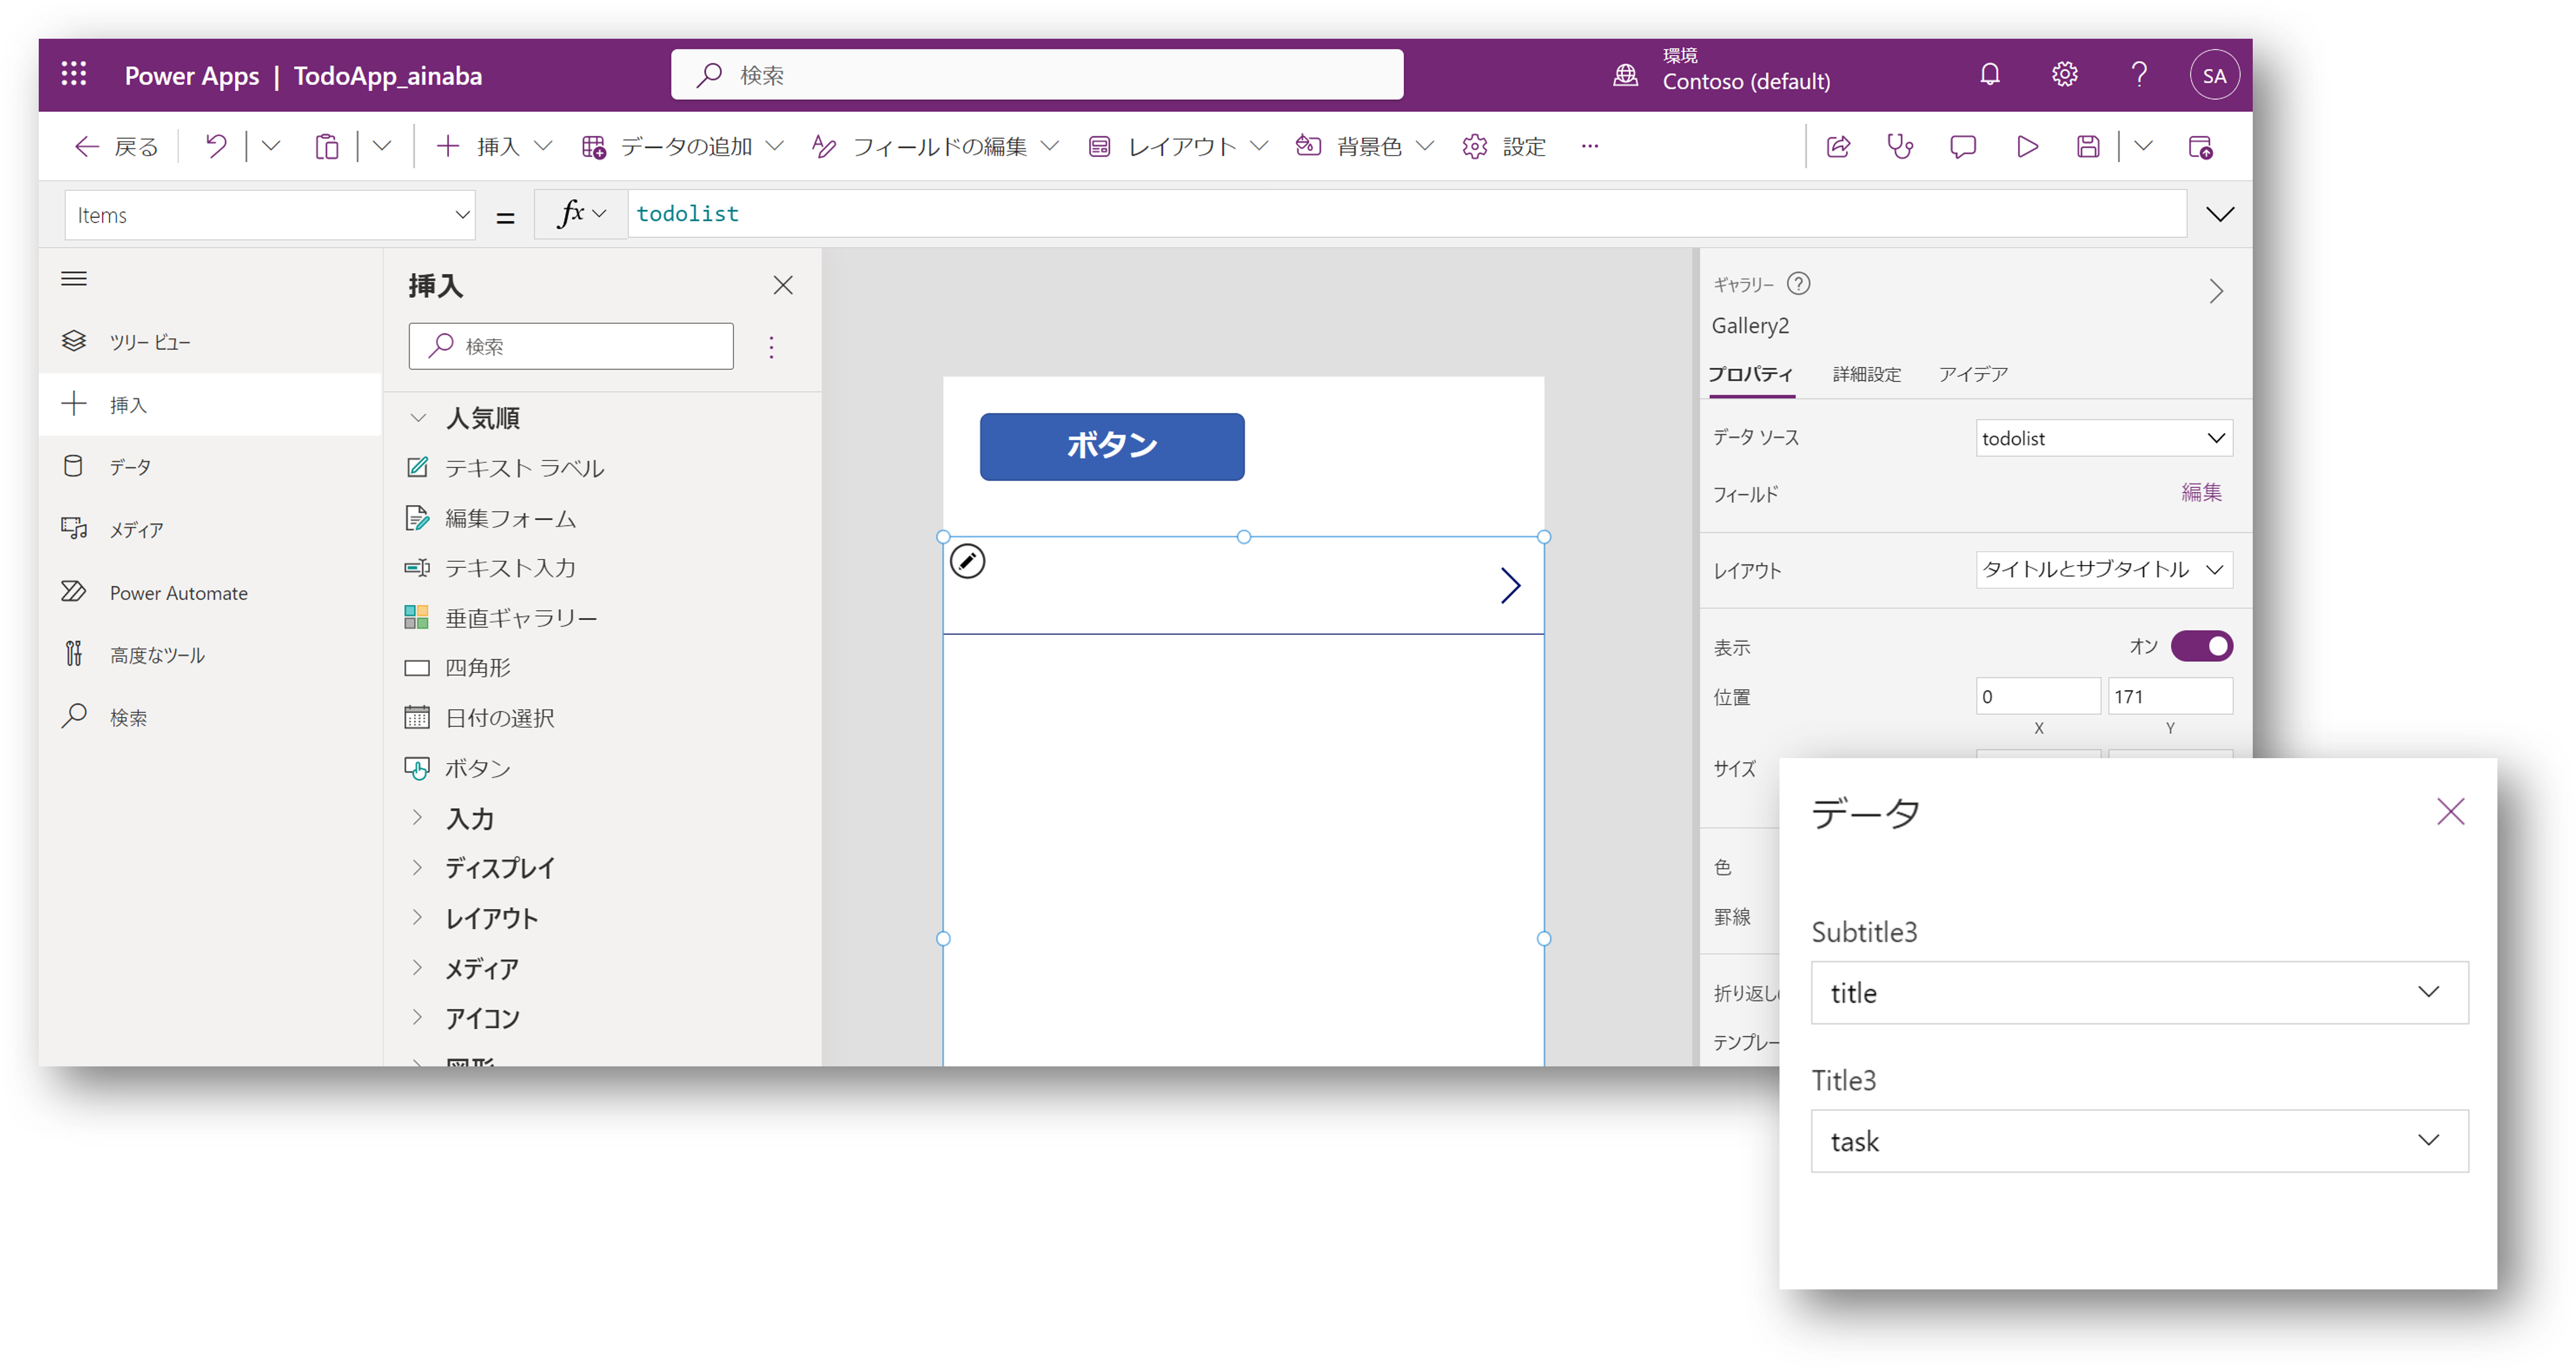 Power Apps | TodoApp_ainaba
検索
環境
Contoso (default)
SA
戻る
挿入
データの追加
フィールドの編集
レイアウト
背景色
設定
Items
=
fx
todolist
ツリー ビュー
挿入
データ
メディア
Power Automate
高度なツール
検索
挿入
検索
人気順
テキスト ラベル
編集フォーム
テキスト入力
垂直ギャラリー
四角形
日付の選択
ボタン
入力
ディスプレイ
レイアウト
メディア
アイコン
図形
ボタン
ギャラリー
Gallery2
プロパティ 詳細設定 アイデア
データ ソース
todolist
フィールド
編集
レイアウト
タイトルとサブタイトル
表示
オン
位置
0
171
X
Y
サイズ
色
罫線
折り返し
テンプレー
データ
Subtitle3
title
Title3
task